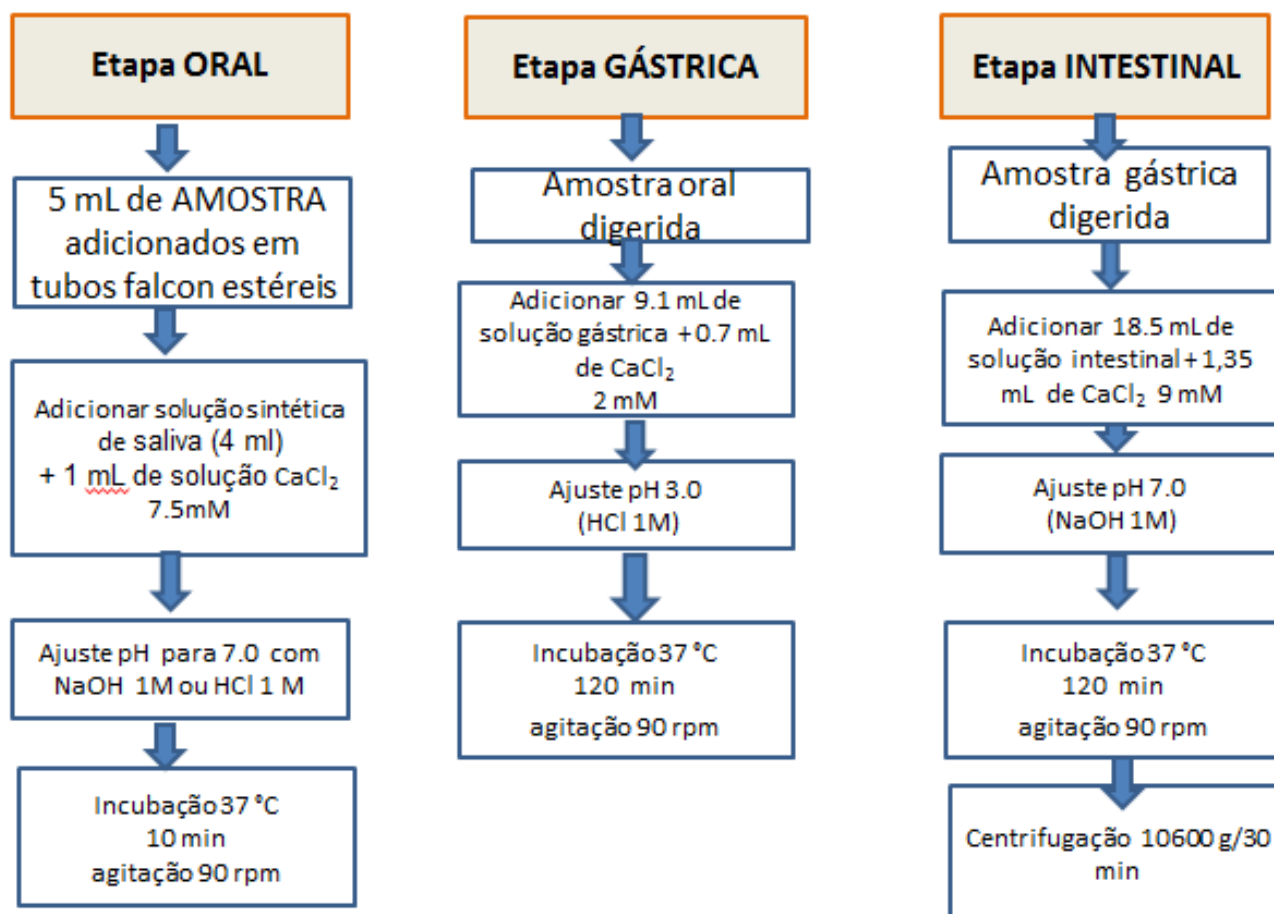 Etapa ORAL
5 mL de AMOSTRA
adicionados em
tubos falcon estéreis
Adicionar solução sintética
de saliva (4 ml)
+ 1 mL de solução CaCl₂
7.5mM
Ajuste pH para 7.0 com
NaOH 1M ou HCl 1 M
Incubação 37 °C
10 min
agitação 90 rpm
Etapa GÁSTRICA
Amostra oral
digerida
Adicionar 9.1 mL de
solução gástrica + 0.7 mL
de CaCl₂
2 mM
Ajuste pH 3.0
(HCl 1M)
Incubação 37 °C
120 min
agitação 90 rpm
Etapa INTESTINAL
Amostra gástrica
digerida
Adicionar 18.5 mL de
solução intestinal + 1,35
mL de CaCl₂ 9 mM
Ajuste pH 7.0
(NaOH 1M)
Incubação 37 °C
120 min
agitação 90 rpm
Centrifugação 10600 g/30
min